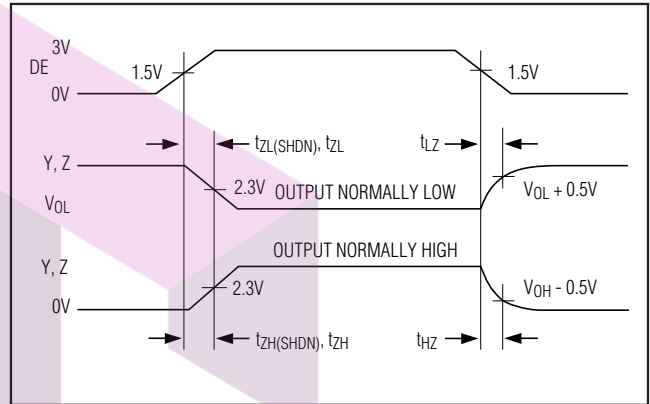 3V
DE
1.5V
1.5V
0V
tZL(SHDN), tZL
tLZ
Y, Z
2.3V OUTPUT NORMALLY LOW
VOL + 0.5V
VOL
OUTPUT NORMALLY HIGH
Y, Z
2.3V
VOH - 0.5V
0V
tZH(SHDN), tZH
tHZ